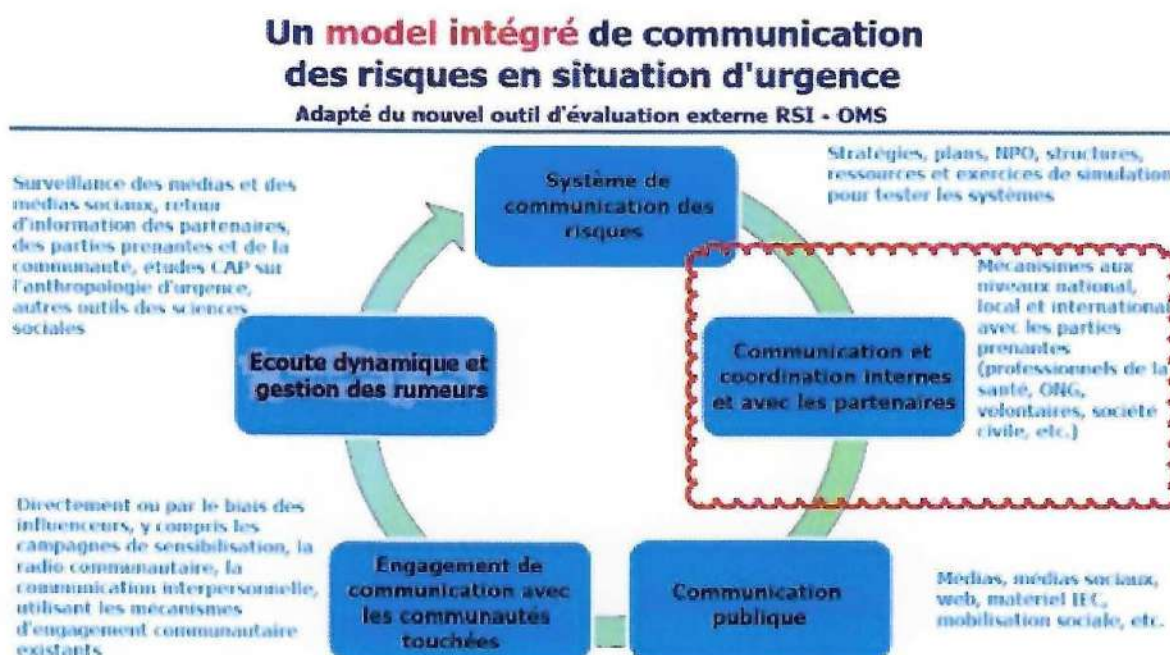 Un model intégré de communication
des risques en situation d'urgence
Adapté du nouvel outil d'évaluation externe RSI - OMS
Système de
communication des
risques
Stratégies, plans, NPO, structures,
ressources et exercices de simulation
pour tester les systèmes
Communication et
coordination internes
et avec les partenaires
Mécanisimes aux
niveaux national,
local et international
avec les parties
prenantes
(professionnels de la
santé, ONG,
volontaires, société
civile, etc.)
Communication
publique
Médias, médias sociaux,
web, matériel IEC,
mobilisation sociale, etc.
Engagement de
communication avec
les communautés
touchées
Directement ou par le biais des
influenceurs, y compris les
campagnes de sensibilisation, la
radio communautaire, la
communication interpersonnelle,
utilisant les mécanismes
d'engagement communautaire
existants
Ecoute dynamique et
gestion des rumeurs
Surveillance des médias et des
médias sociaux, retour
d'information des partenaires,
des parties prenantes et de la
communauté, études CAP sur
l'anthropologie d'urgence,
autres outils des sciences
sociales